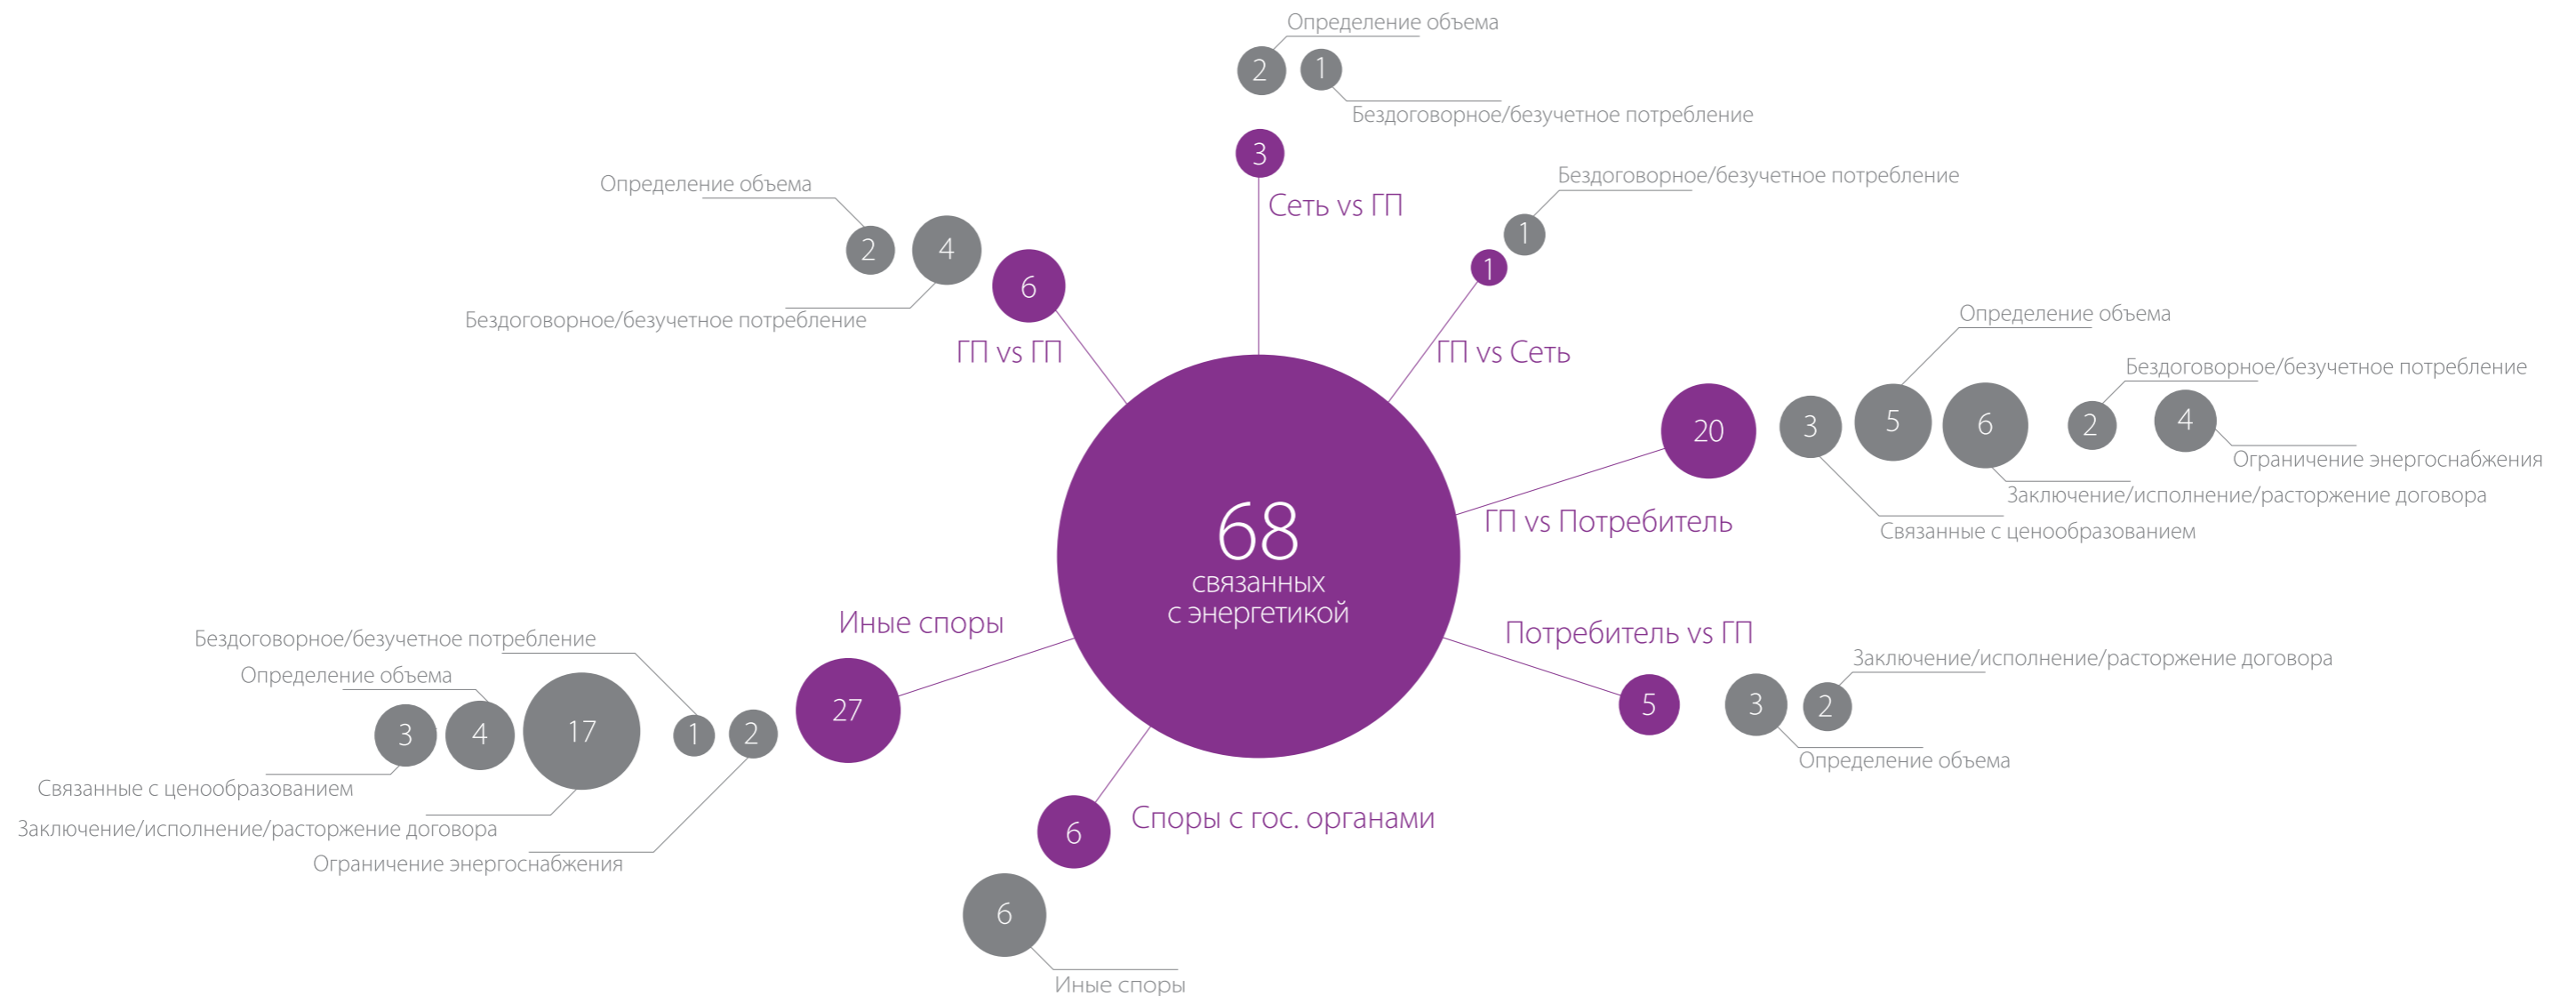 Определение объема
2
1
Бездоговорное/безучетное потребление
3
Сеть vs ГП
Бездоговорное/безучетное потребление
1
1
ГП vs Сеть
Определение объема
2
4
6
Бездоговорное/безучетное потребление
ГП vs ГП
Определение объема
Бездоговорное/безучетное потребление
20
3
5
6
2
4
Ограничение энергоснабжения
Заключение/исполнение/расторжение договора
Связанные с ценообразованием
ГП vs Потребитель
68
связанных
с энергетикой
Потребитель vs ГП
Заключение/исполнение/расторжение договора
5
3
2
Определение объема
Иные споры
Бездоговорное/безучетное потребление
Определение объема
3
4
17
1
2
27
Связанные с ценообразованием
Заключение/исполнение/расторжение договора
Ограничение энергоснабжения
Споры с гос. органами
6
6
Иные споры